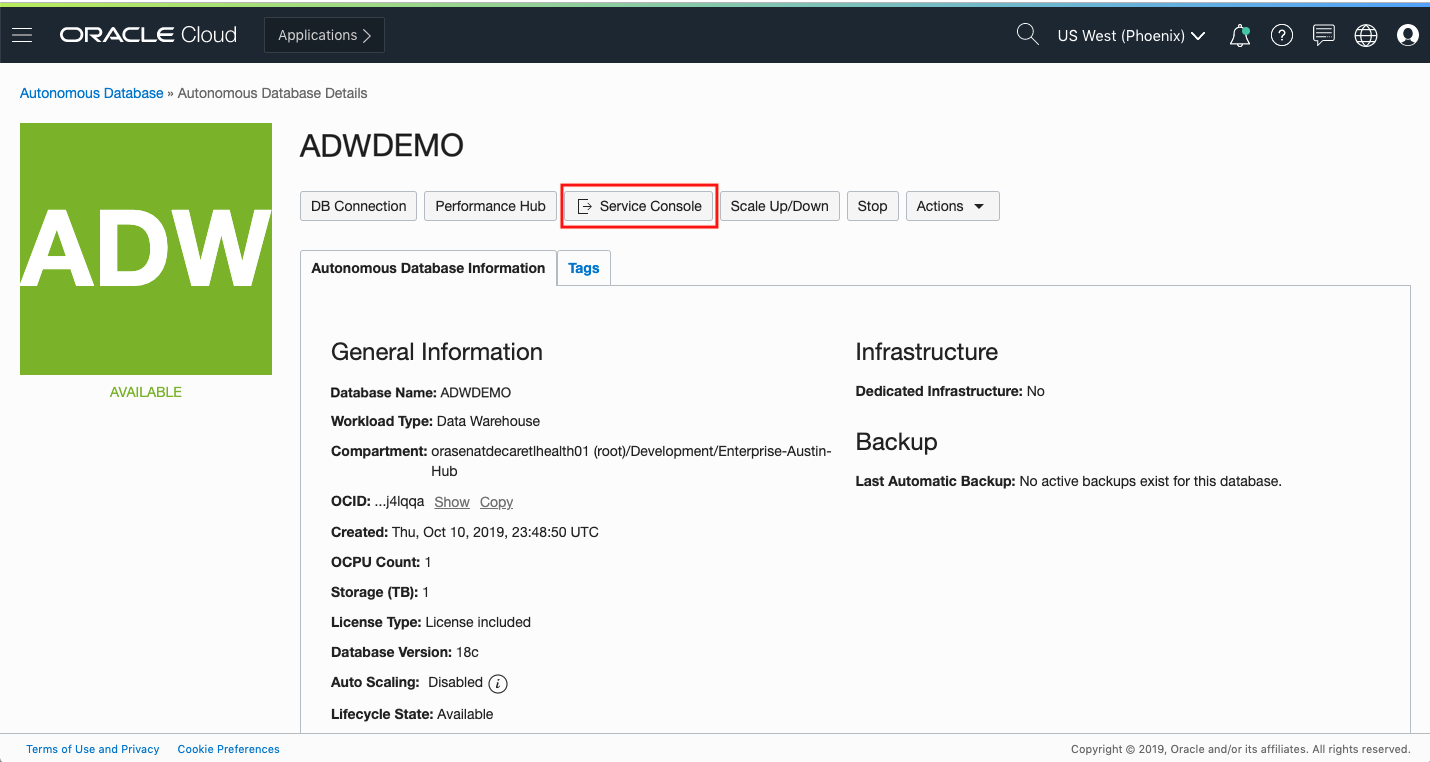 ORACLE Cloud
Applications
US West (Phoenix)
Autonomous Database » Autonomous Database Details
ADW
AVAILABLE
ADWDEMO
DB Connection
Performance Hub
Service Console
Scale Up/Down
Stop
Actions
Autonomous Database Information
Tags
General Information
Database Name: ADWDEMO
Workload Type: Data Warehouse
Compartment: orasenatdecaretlhealth01 (root)/Development/Enterprise-Austin-
Hub
OCID: ...j4lqqa Show Copy
Created: Thu, Oct 10, 2019, 23:48:50 UTC
OCPU Count: 1
Storage (TB): 1
License Type: License included
Database Version: 18c
Auto Scaling: Disabled
Lifecycle State: Available
Infrastructure
Dedicated Infrastructure: No
Backup
Last Automatic Backup: No active backups exist for this database.
Terms of Use and Privacy
Cookie Preferences
Copyright © 2019, Oracle and/or its affiliates. All rights reserved.